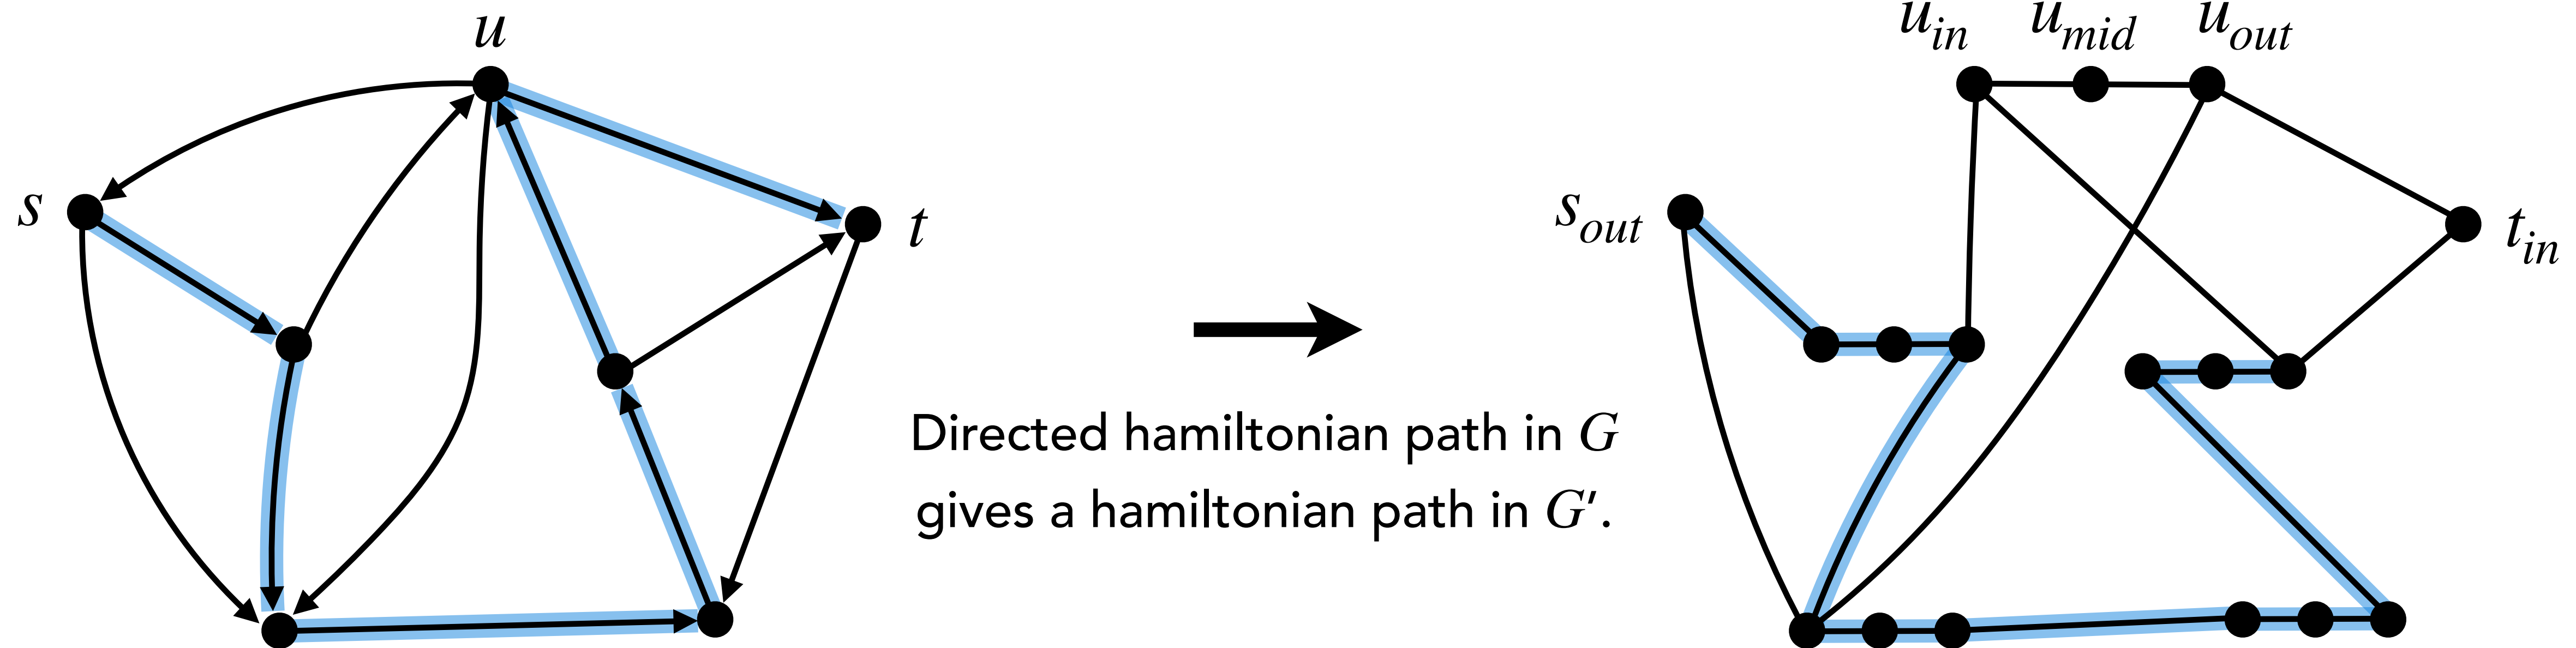 u
s
t
Directed hamiltonian path in G
gives a hamiltonian path in G′.
u_in u_mid u_out
s_out
t_in